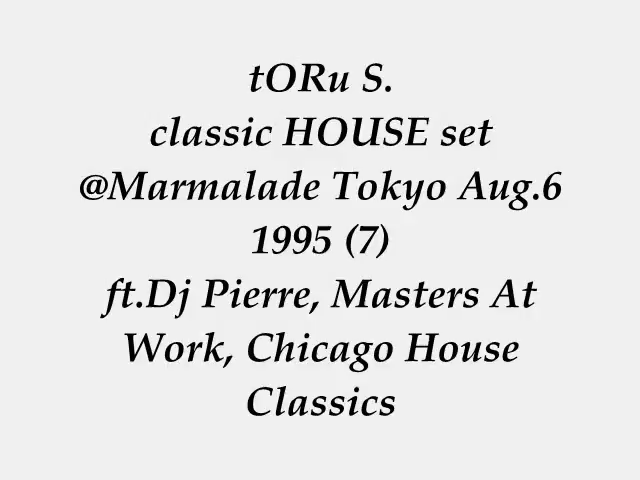 tORu S.
classic HOUSE set
@Marmalade Tokyo Aug.6
1995 (7)
ft.Dj Pierre, Masters At
Work, Chicago House
Classics